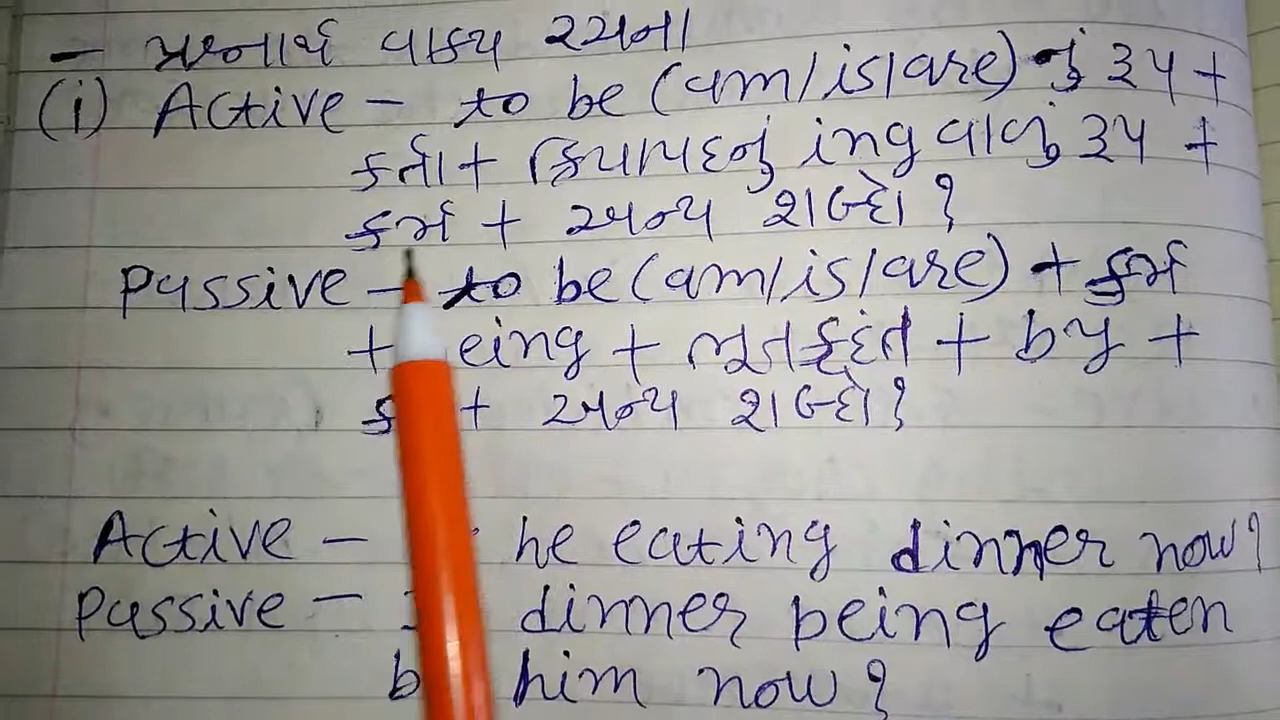 - પ્રશ્નાર્થ વાક્ય રચના
(i) Active - to be (am/is/are) નું રૂપ +
કર્તા + ક્રિયાપદનું ing વાળું રૂપ +
કર્મ + અન્ય શબ્દો?
Passive - to be (am/is/are) + કર્મ
+ eing + ભૂતકૃદંત + by +
+ અન્ય શબ્દો?
Active - he eating dinner now?
Passive - dinner being eaten
him now?